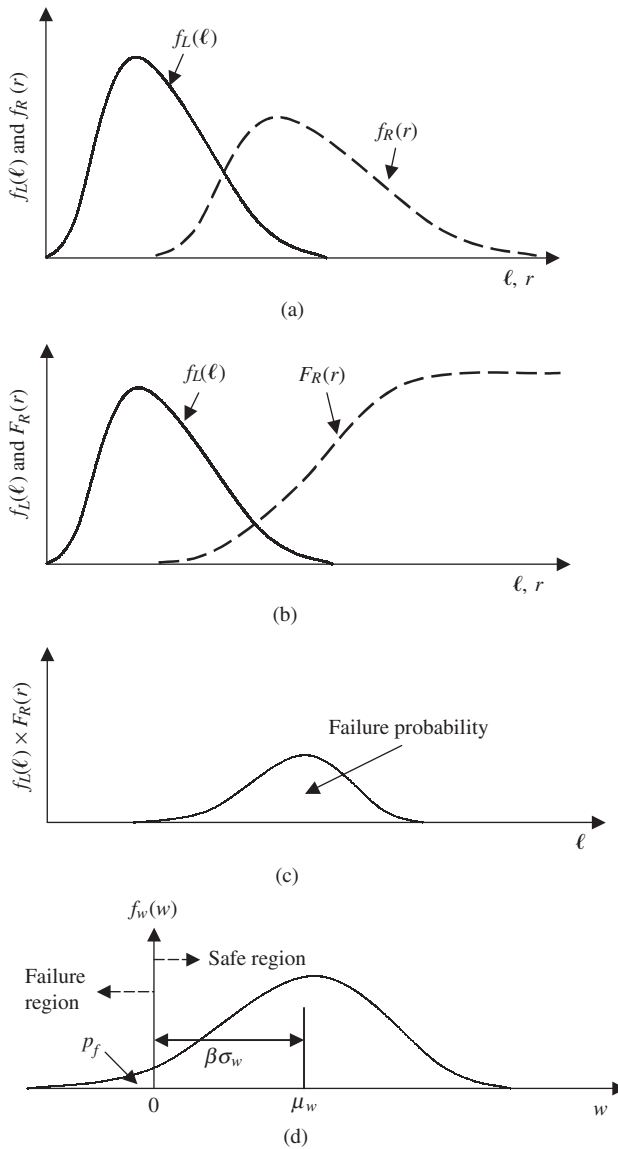 f_L(ℓ) and f_R (r)
f_L(ℓ)
f_R(r)
ℓ, r
(a)
f_L(ℓ) and F_R(r)
f_L(ℓ)
F_R(r)
ℓ, r
(b)
f_L(ℓ) × F_R(r)
Failure probability
ℓ
(c)
f_w(w)
Safe region
Failure
region
p_f
βσ_w
0
μ_w
w
(d)